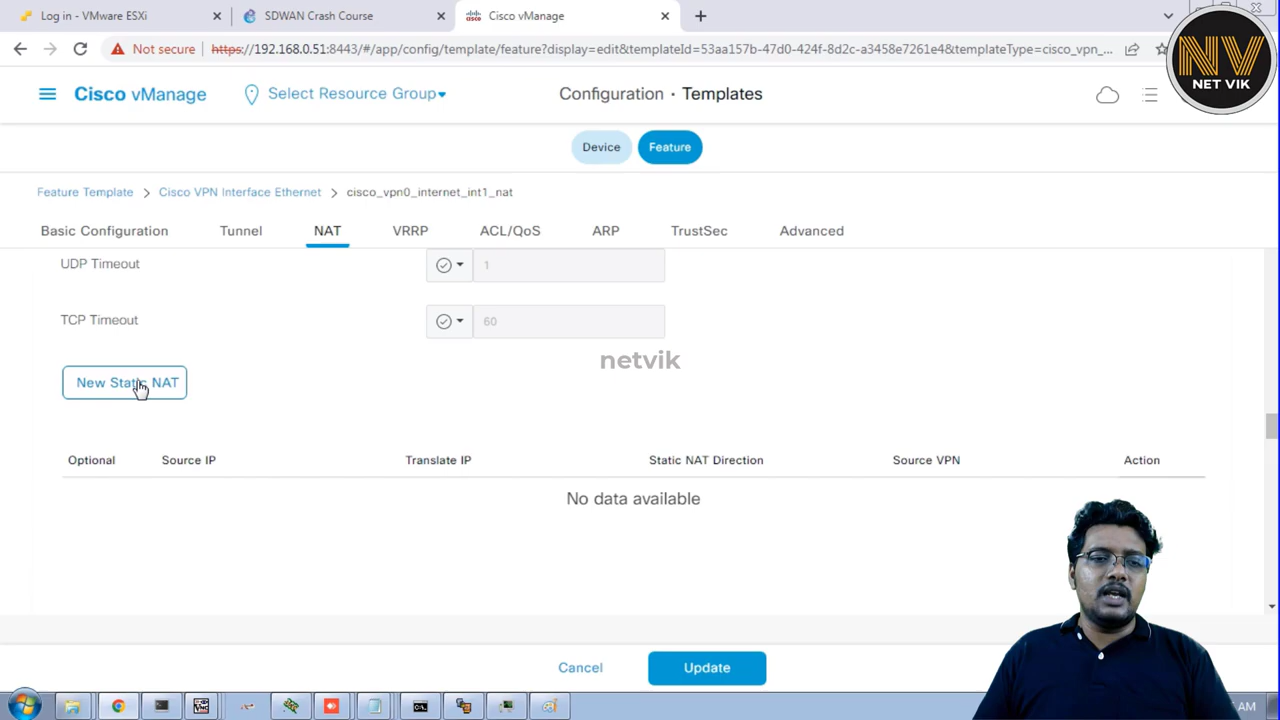 Log in - VMware ESXi
SDWAN Crash Course
Cisco vManage
Not secure
https://192.168.0.51:8443/#/app/config/template/feature?display=edit&templateId=53aa157b-47d0-424f-8d2c-a3458e7261e4&templateType=cisco_vpn_...
NV
NET VIK
Cisco vManage
Select Resource Group
Configuration · Templates
Device
Feature
Feature Template > Cisco VPN Interface Ethernet > cisco_vpn0_internet_int1_nat
Basic Configuration
Tunnel
NAT
VRRP
ACL/QoS
ARP
TrustSec
Advanced
UDP Timeout
1
TCP Timeout
60
netvik
New Static NAT
Optional
Source IP
Translate IP
Static NAT Direction
Source VPN
Action
No data available
Cancel
Update
AM